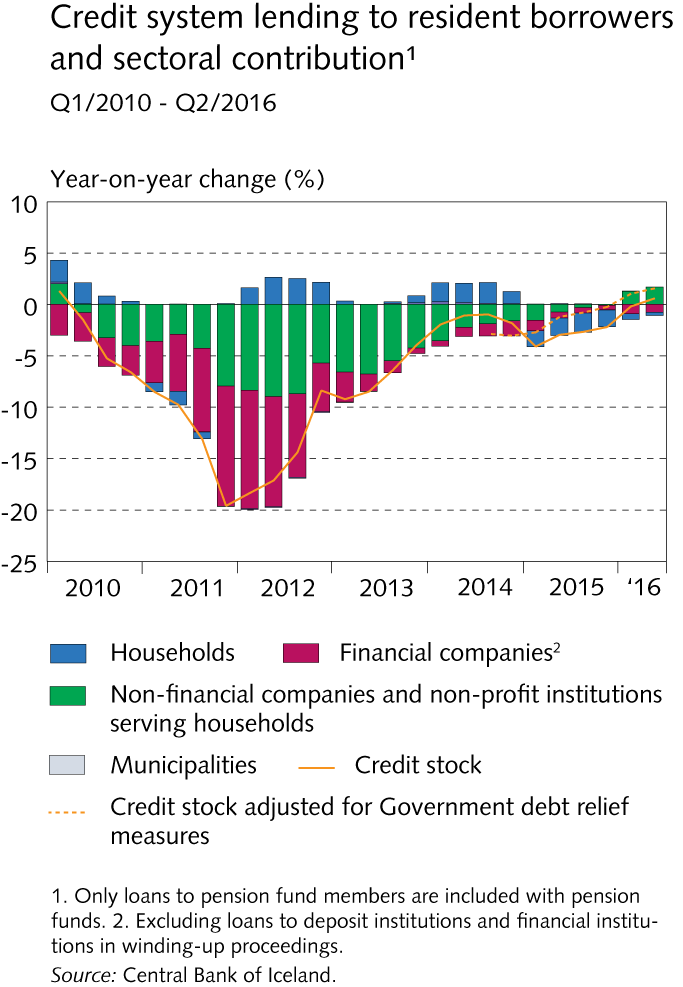 Credit system lending to resident borrowers
and sectoral contribution¹
Q1/2010 - Q2/2016
Year-on-year change (%)
10
5
0
-5
-10
-15
-20
-25
2010 2011 2012 2013 2014 2015 ‘16
Households Financial companies²
Non-financial companies and non-profit institutions
serving households
Municipalities Credit stock
Credit stock adjusted for Government debt relief
measures
1. Only loans to pension fund members are included with pension
funds. 2. Excluding loans to deposit institutions and financial institu-
tions in winding-up proceedings.
Source: Central Bank of Iceland.